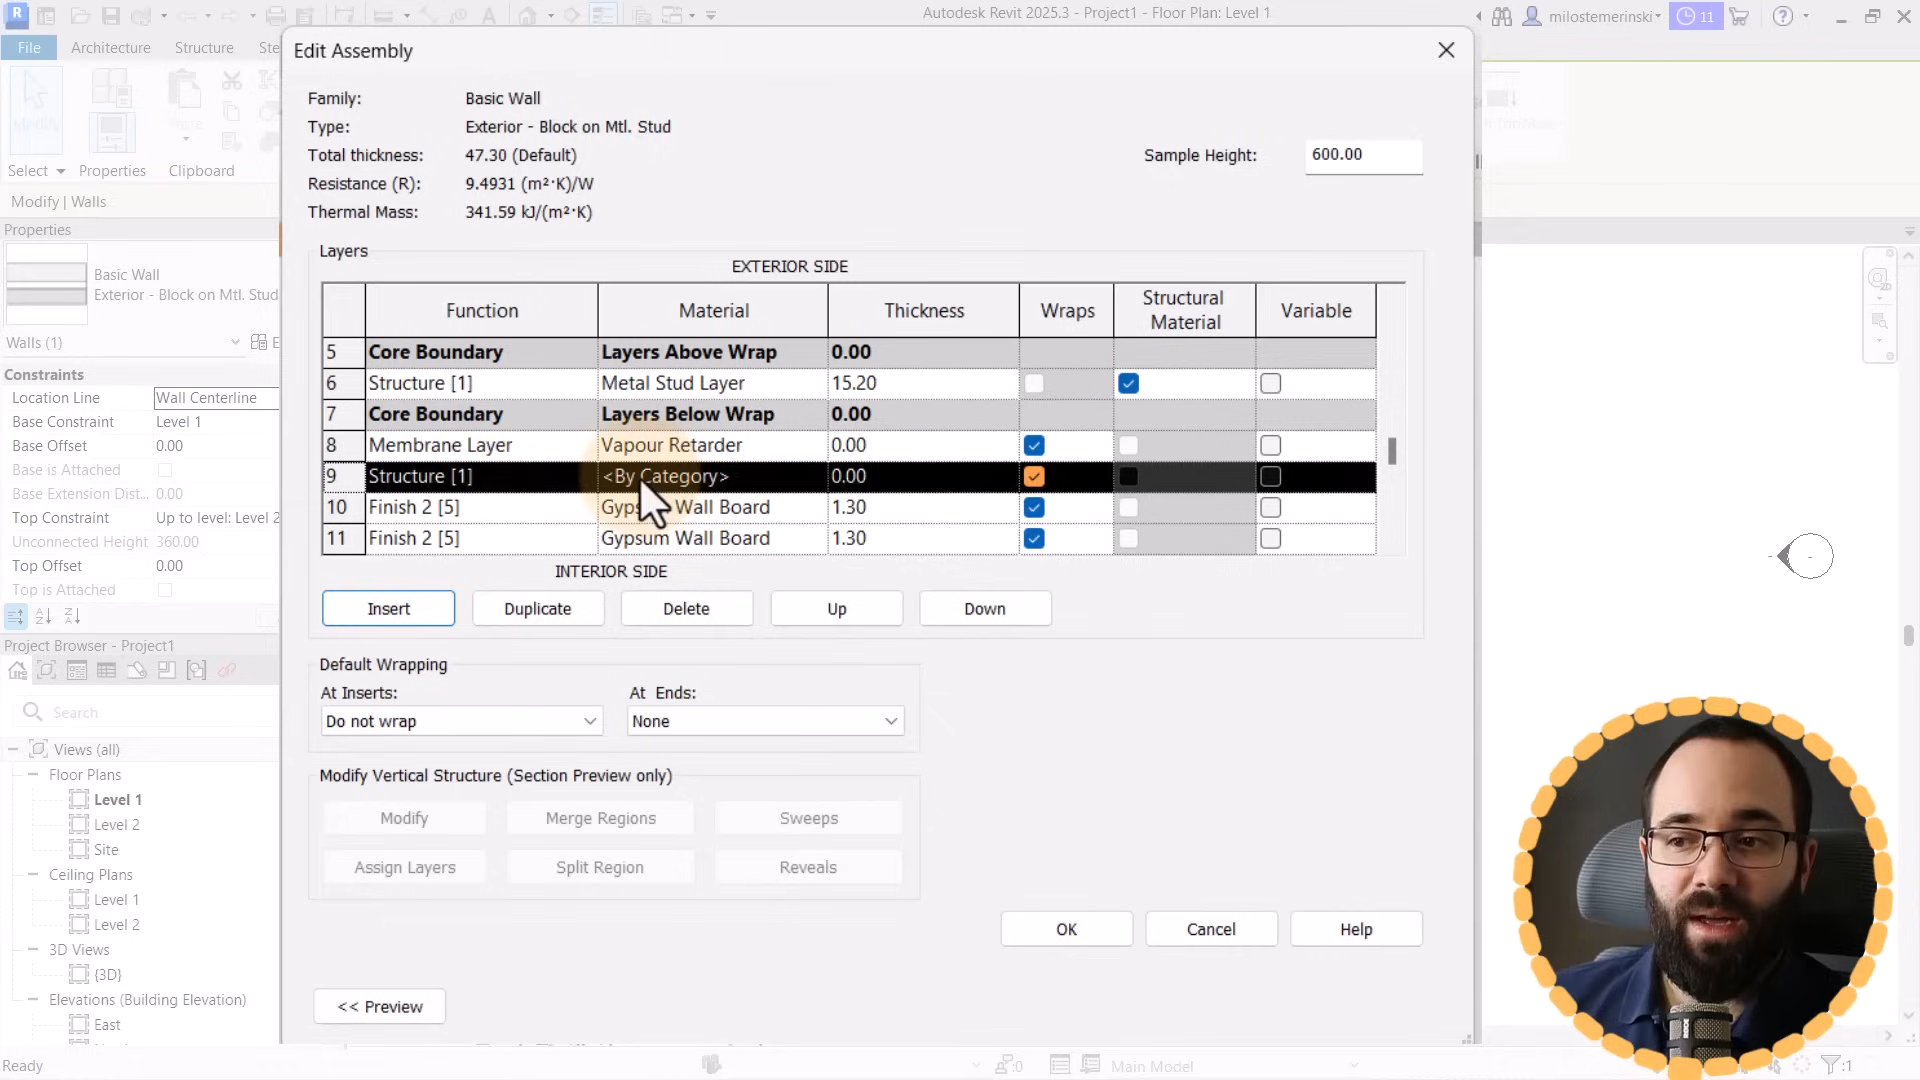 Autodesk Revit 2025.3 - Project1 - Floor Plan: Level 1
milostemerinski
11
File
Architecture
Structure
Ste
Modify
Paste
Select
Properties
Clipboard
Modify | Walls
Properties
Basic Wall
Exterior - Block on Mtl. Stud
Walls (1)
E
Constraints
Location Line
Wall Centerline
Base Constraint
Level 1
Base Offset
0.00
Base is Attached
Base Extension Dist...
0.00
Top Constraint
Up to level: Level 2
Unconnected Height
360.00
Top Offset
0.00
Top is Attached
Project Browser - Project1
Search
Views (all)
Floor Plans
Level 1
Level 2
Site
Ceiling Plans
Level 1
Level 2
3D Views
{3D}
Elevations (Building Elevation)
East
Ready
Edit Assembly
Family: Basic Wall
Type: Exterior - Block on Mtl. Stud
Total thickness: 47.30 (Default)
Resistance (R): 9.4931 (m²·K)/W
Thermal Mass: 341.59 kJ/(m²·K)
Sample Height: 600.00
Layers
EXTERIOR SIDE
Function Material Thickness Wraps Structural Material Variable
5 Core Boundary Layers Above Wrap 0.00
6 Structure [1] Metal Stud Layer 15.20
7 Core Boundary Layers Below Wrap 0.00
8 Membrane Layer Vapour Retarder 0.00
9 Structure [1] <By Category> 0.00
10 Finish 2 [5] Gypsum Wall Board 1.30
11 Finish 2 [5] Gypsum Wall Board 1.30
INTERIOR SIDE
Insert Duplicate Delete Up Down
Default Wrapping
At Inserts: At Ends:
Do not wrap None
Modify Vertical Structure (Section Preview only)
Modify Merge Regions Sweeps
Assign Layers Split Region Reveals
OK Cancel Help
<< Preview
:0
Main Model
:1